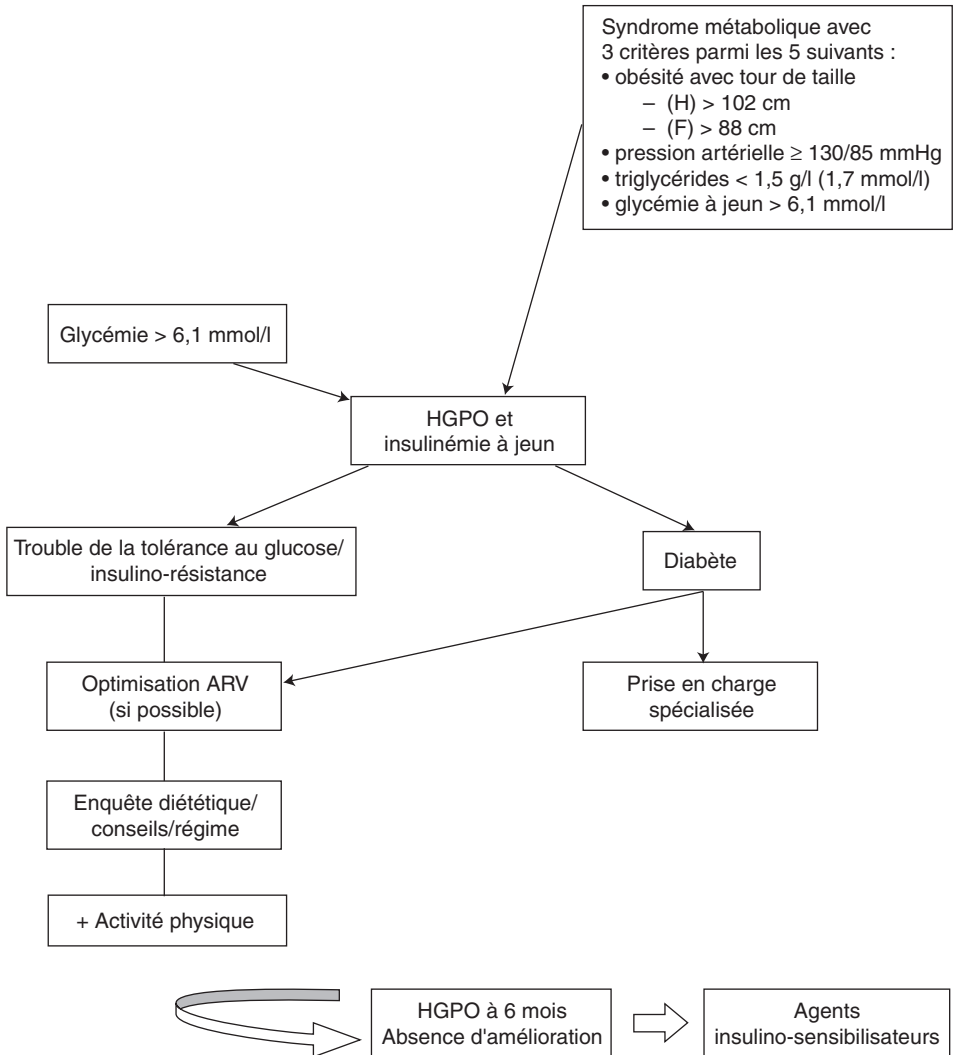 Syndrome métabolique avec
3 critères parmi les 5 suivants :
• obésité avec tour de taille
– (H) > 102 cm
– (F) > 88 cm
• pression artérielle ≥ 130/85 mmHg
• triglycérides < 1,5 g/l (1,7 mmol/l)
• glycémie à jeun > 6,1 mmol/l
Glycémie > 6,1 mmol/l
HGPO et
insulinémie à jeun
Trouble de la tolérance au glucose/
insulino-résistance
Diabète
Optimisation ARV
(si possible)
Prise en charge
spécialisée
Enquête diététique/
conseils/régime
+ Activité physique
HGPO à 6 mois
Absence d'amélioration
Agents
insulino-sensibilisateurs